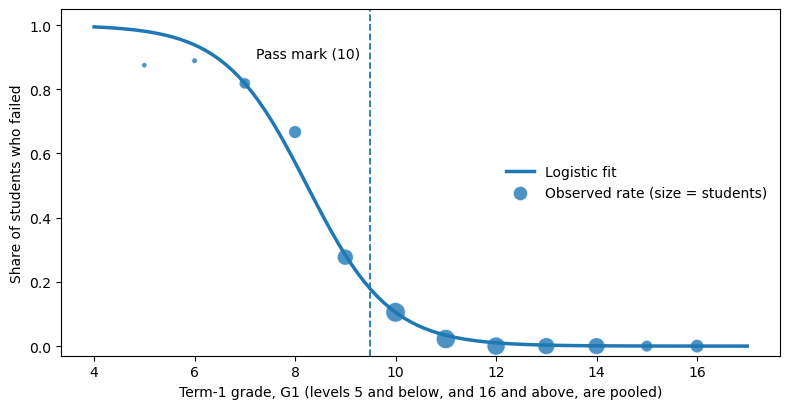 1.0
0.8
0.6
0.4
0.2
0.0
Share of students who failed
Pass mark (10)
Logistic fit
Observed rate (size = students)
4 6 8 10 12 14 16
Term-1 grade, G1 (levels 5 and below, and 16 and above, are pooled)